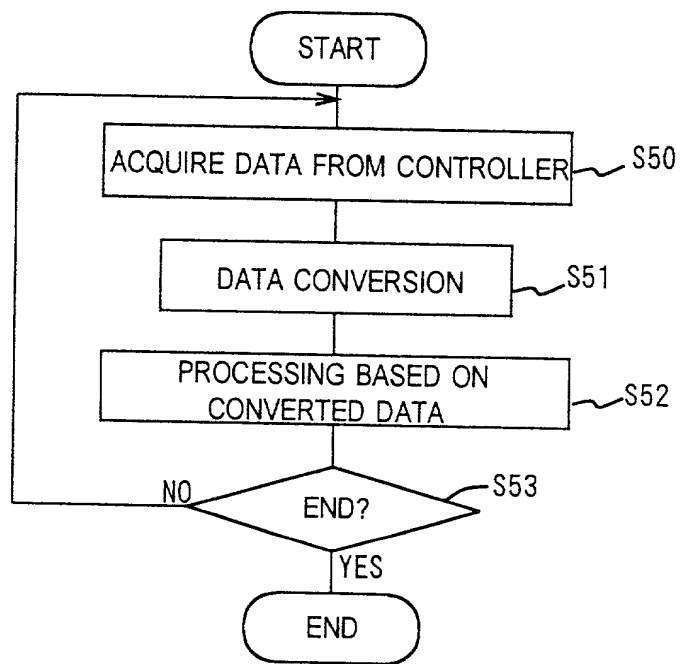 START
ACQUIRE DATA FROM CONTROLLER
S50
DATA CONVERSION
S51
PROCESSING BASED ON
CONVERTED DATA
S52
S53
NO
END?
YES
END